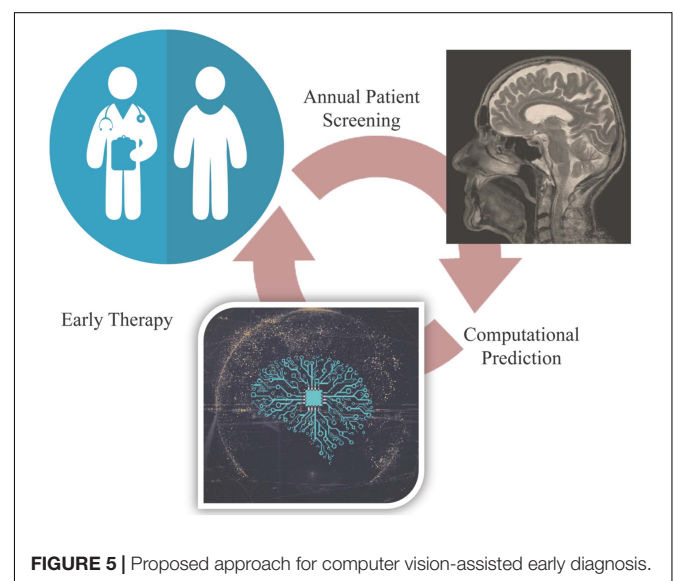 Annual Patient
Screening
Early Therapy
Computational
Prediction
FIGURE 5 | Proposed approach for computer vision-assisted early diagnosis.